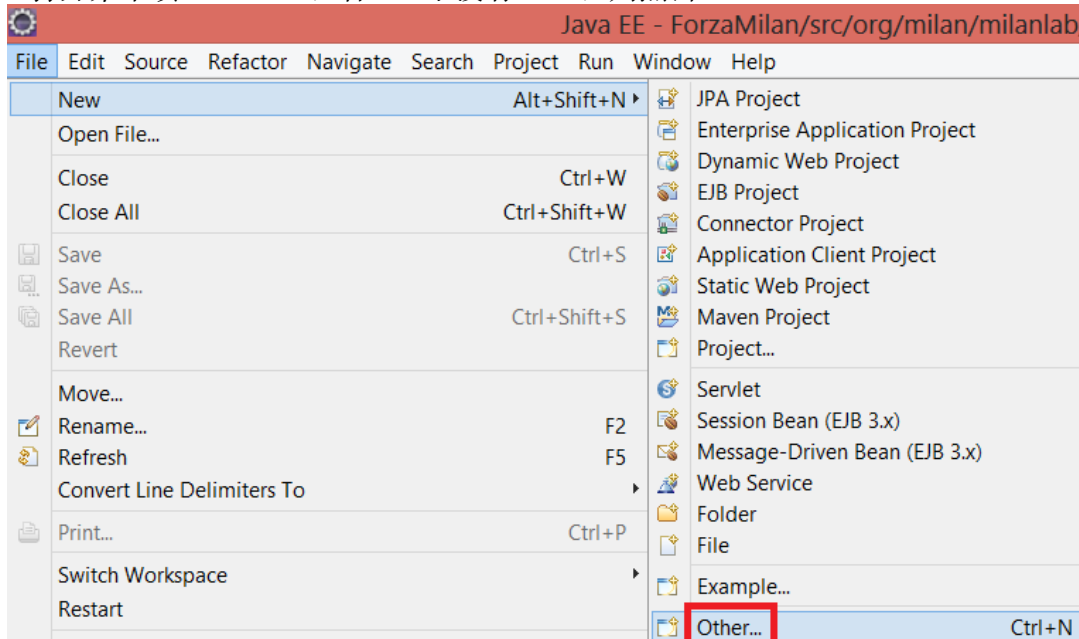 Java EE - ForzaMilan/src/org/milan/milanlab
File Edit Source Refactor Navigate Search Project Run Window Help
New Alt+Shift+N
Open File...
Close Ctrl+W
Close All Ctrl+Shift+W
Save Ctrl+S
Save As...
Save All Ctrl+Shift+S
Revert
Move...
Rename... F2
Refresh F5
Convert Line Delimiters To
Print... Ctrl+P
Switch Workspace
Restart
JPA Project
Enterprise Application Project
Dynamic Web Project
EJB Project
Connector Project
Application Client Project
Static Web Project
Maven Project
Project...
Servlet
Session Bean (EJB 3.x)
Message-Driven Bean (EJB 3.x)
Web Service
Folder
File
Example...
Other... Ctrl+N